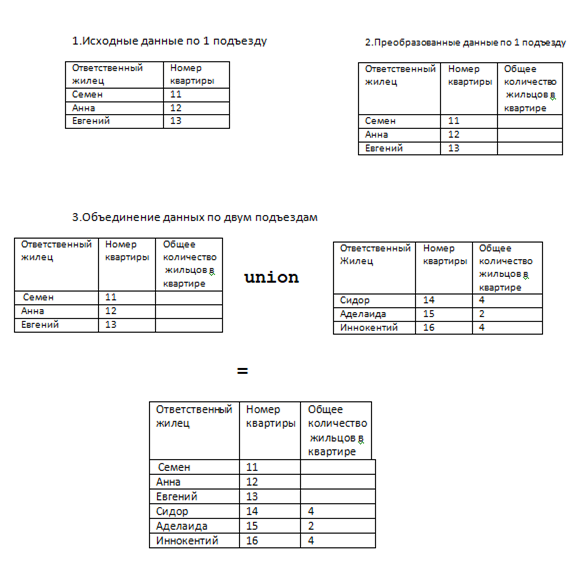 1.Исходные данные по 1 подъезду
Ответственный жилец Номер квартиры
Семен 11
Анна 12
Евгений 13
2.Преобразованные данные по 1 подъезду
Ответственный жилец Номер квартиры Общее количество жильцов в квартире
Семен 11
Анна 12
Евгений 13
3.Объединение данных по двум подъездам
Ответственный жилец Номер квартиры Общее количество жильцов в квартире
Семен 11
Анна 12
Евгений 13
union
Ответственный Жилец Номер квартиры Общее количество жильцов в квартире
Сидор 14 4
Аделаида 15 2
Иннокентий 16 4
=
Ответственный жилец Номер квартиры Общее количество жильцов в квартире
Семен 11
Анна 12
Евгений 13
Сидор 14 4
Аделаида 15 2
Иннокентий 16 4